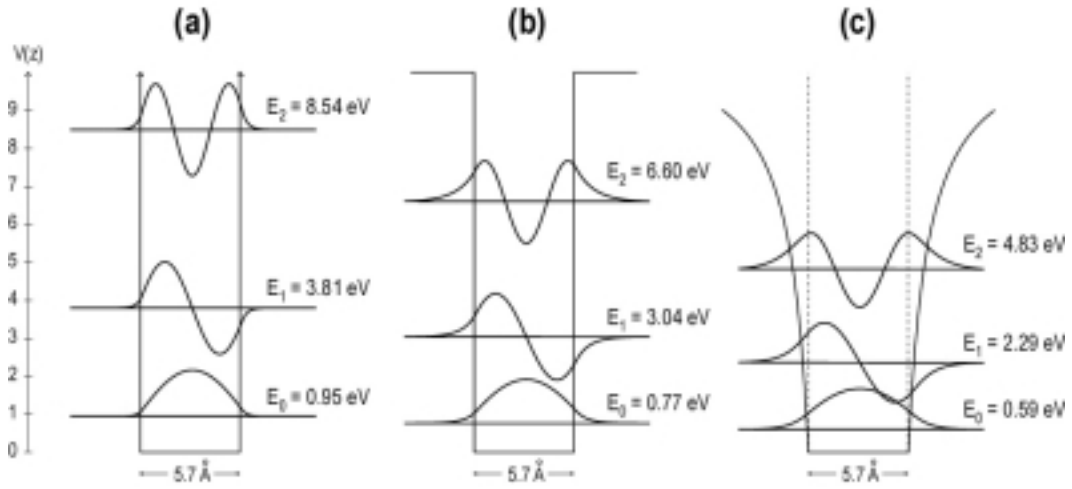 (a)
(b)
(c)
V(z)
9
8
7
6
5
4
3
2
1
0
E2 = 8.54 eV
E1 = 3.81 eV
E0 = 0.95 eV
5.7 Å
E2 = 6.60 eV
E1 = 3.04 eV
E0 = 0.77 eV
5.7 Å
E2 = 4.83 eV
E1 = 2.29 eV
E0 = 0.59 eV
5.7 Å